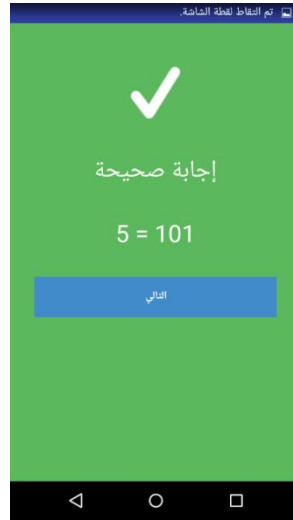 تم التقاط لقطة الشاشة.
إجابة صحيحة
5 = 101
التالي